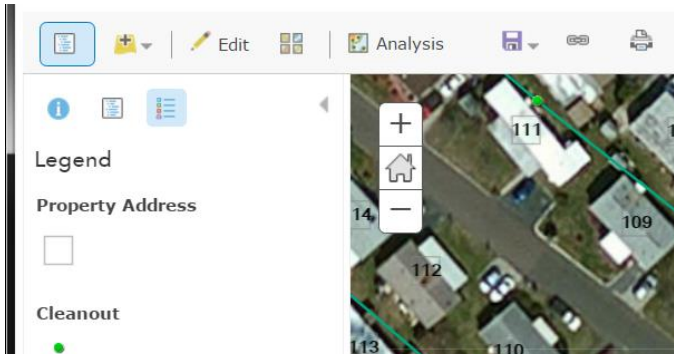 Edit
Analysis
Legend
Property Address
Cleanout
+
−
111
14
109
112
113
110